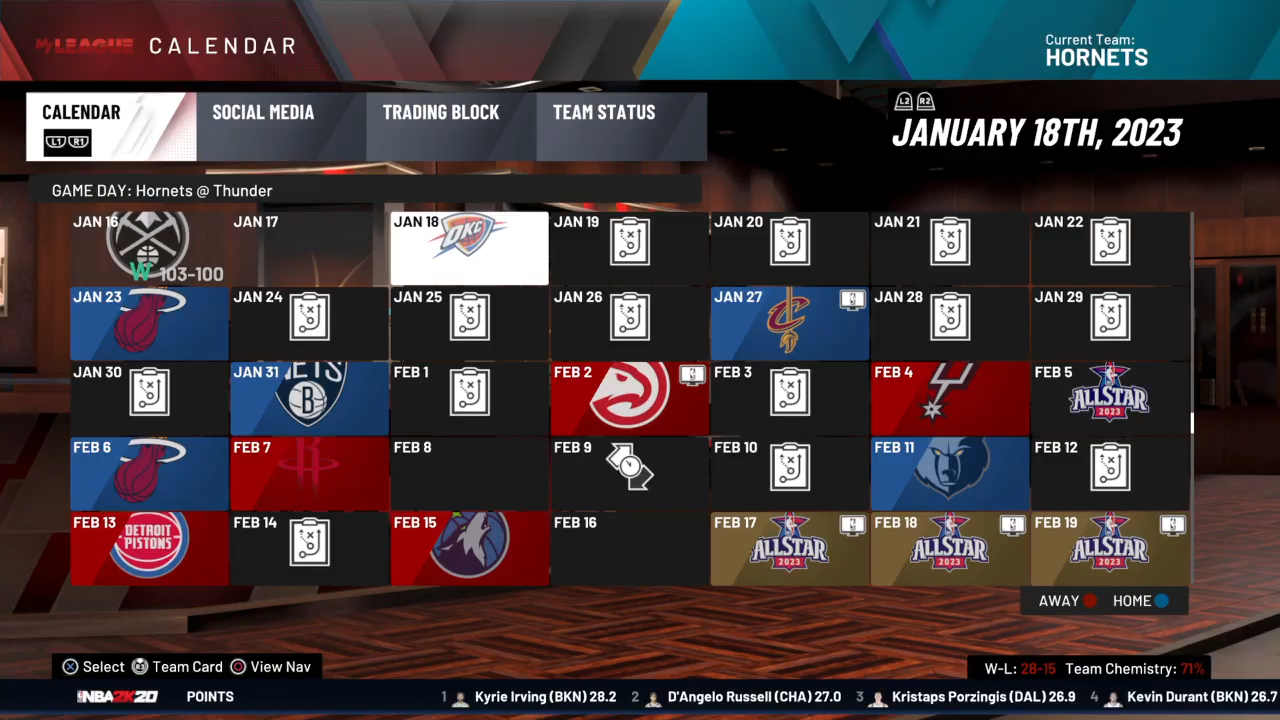 MyLEAGUE CALENDAR
Current Team:
HORNETS
CALENDAR
L1 R1
SOCIAL MEDIA
TRADING BLOCK
TEAM STATUS
L2 R2
JANUARY 18TH, 2023
GAME DAY: Hornets @ Thunder
JAN 16
W 103-100
JAN 17
JAN 18
OKC
JAN 19
JAN 20
JAN 21
JAN 22
JAN 23
JAN 24
JAN 25
JAN 26
JAN 27
C
JAN 28
JAN 29
JAN 30
JAN 31
NETS
B
FEB 1
FEB 2
FEB 3
FEB 4
FEB 5
ALLSTAR
2023
FEB 6
FEB 7
R
FEB 8
FEB 9
FEB 10
FEB 11
FEB 12
FEB 13
DETROIT
PISTONS
FEB 14
FEB 15
FEB 16
FEB 17
ALLSTAR
2023
FEB 18
ALLSTAR
2023
FEB 19
ALLSTAR
2023
AWAY HOME
Select R3 Team Card View Nav
W-L: 28-15 Team Chemistry: 71%
NBA2K20 POINTS 1 Kyrie Irving (BKN) 28.2 2 D'Angelo Russell (CHA) 27.0 3 Kristaps Porzingis (DAL) 26.9 4 Kevin Durant (BKN) 26.7